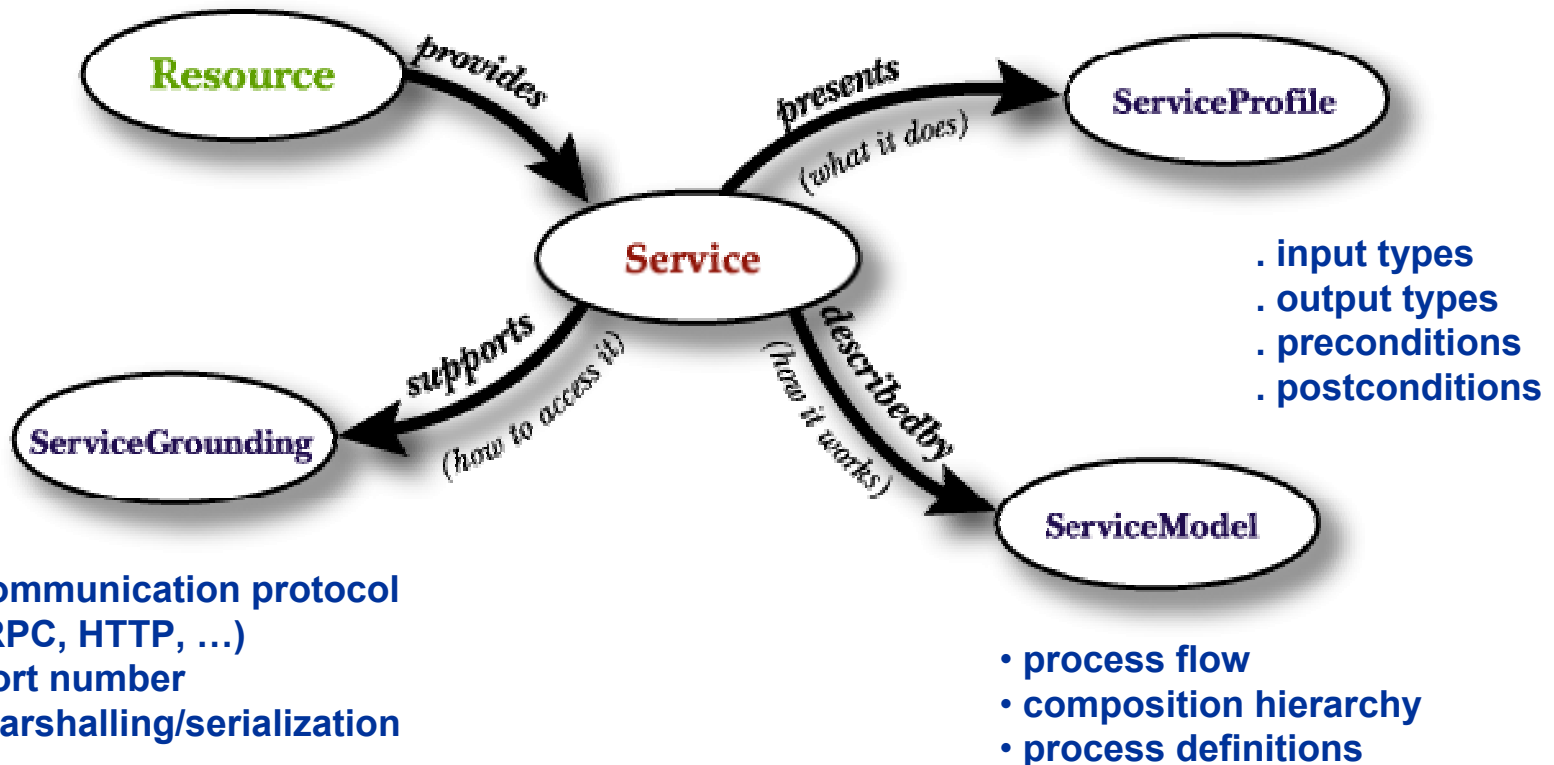 Resource
provides
presents
(what it does)
ServiceProfile
Service
. input types
. output types
. preconditions
. postconditions
supports
(how to access it)
describedby
(how it works)
ServiceGrounding
ServiceModel
ommunication protocol
RPC, HTTP, …)
ort number
arshalling/serialization
• process flow
• composition hierarchy
• process definitions